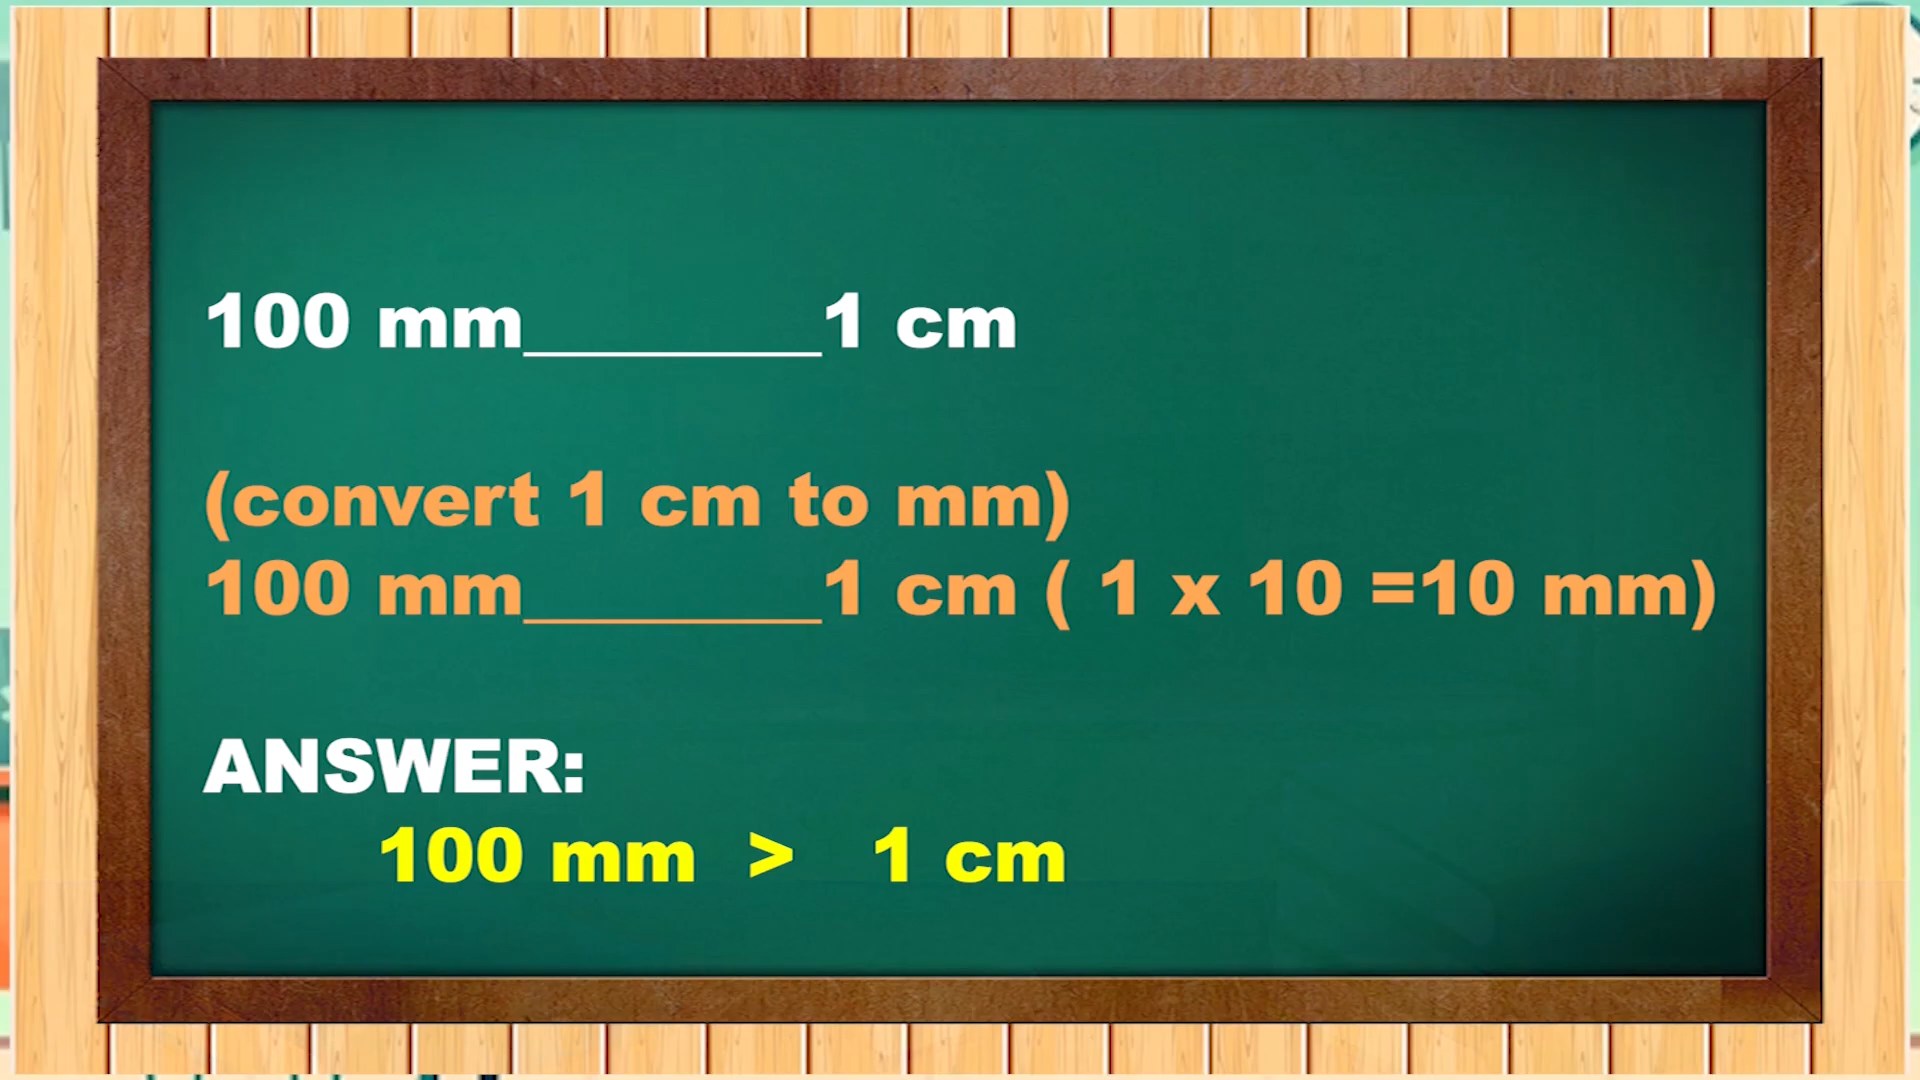 100 mm________1 cm
(convert 1 cm to mm)
100 mm________1 cm ( 1 x 10 =10 mm)
ANSWER:
100 mm > 1 cm